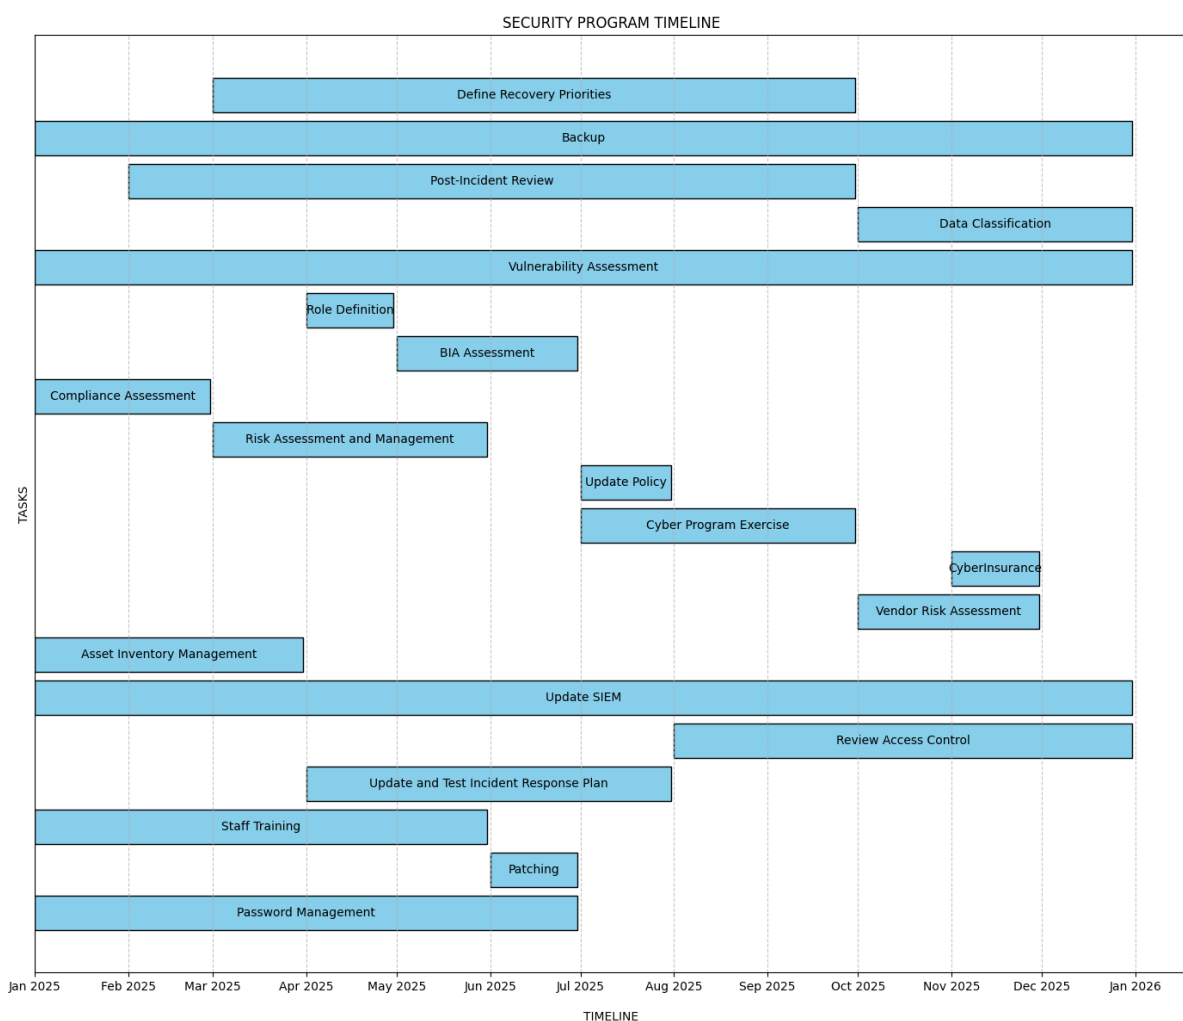 SECURITY PROGRAM TIMELINE
Define Recovery Priorities
Backup
Post-Incident Review
Data Classification
Vulnerability Assessment
Role Definition
BIA Assessment
Compliance Assessment
Risk Assessment and Management
Update Policy
TASKS
Cyber Program Exercise
CyberInsurance
Vendor Risk Assessment
Asset Inventory Management
Update SIEM
Review Access Control
Update and Test Incident Response Plan
Staff Training
Patching
Password Management
Jan 2025 Feb 2025 Mar 2025 Apr 2025 May 2025 Jun 2025 Jul 2025 Aug 2025 Sep 2025 Oct 2025 Nov 2025 Dec 2025 Jan 2026
TIMELINE